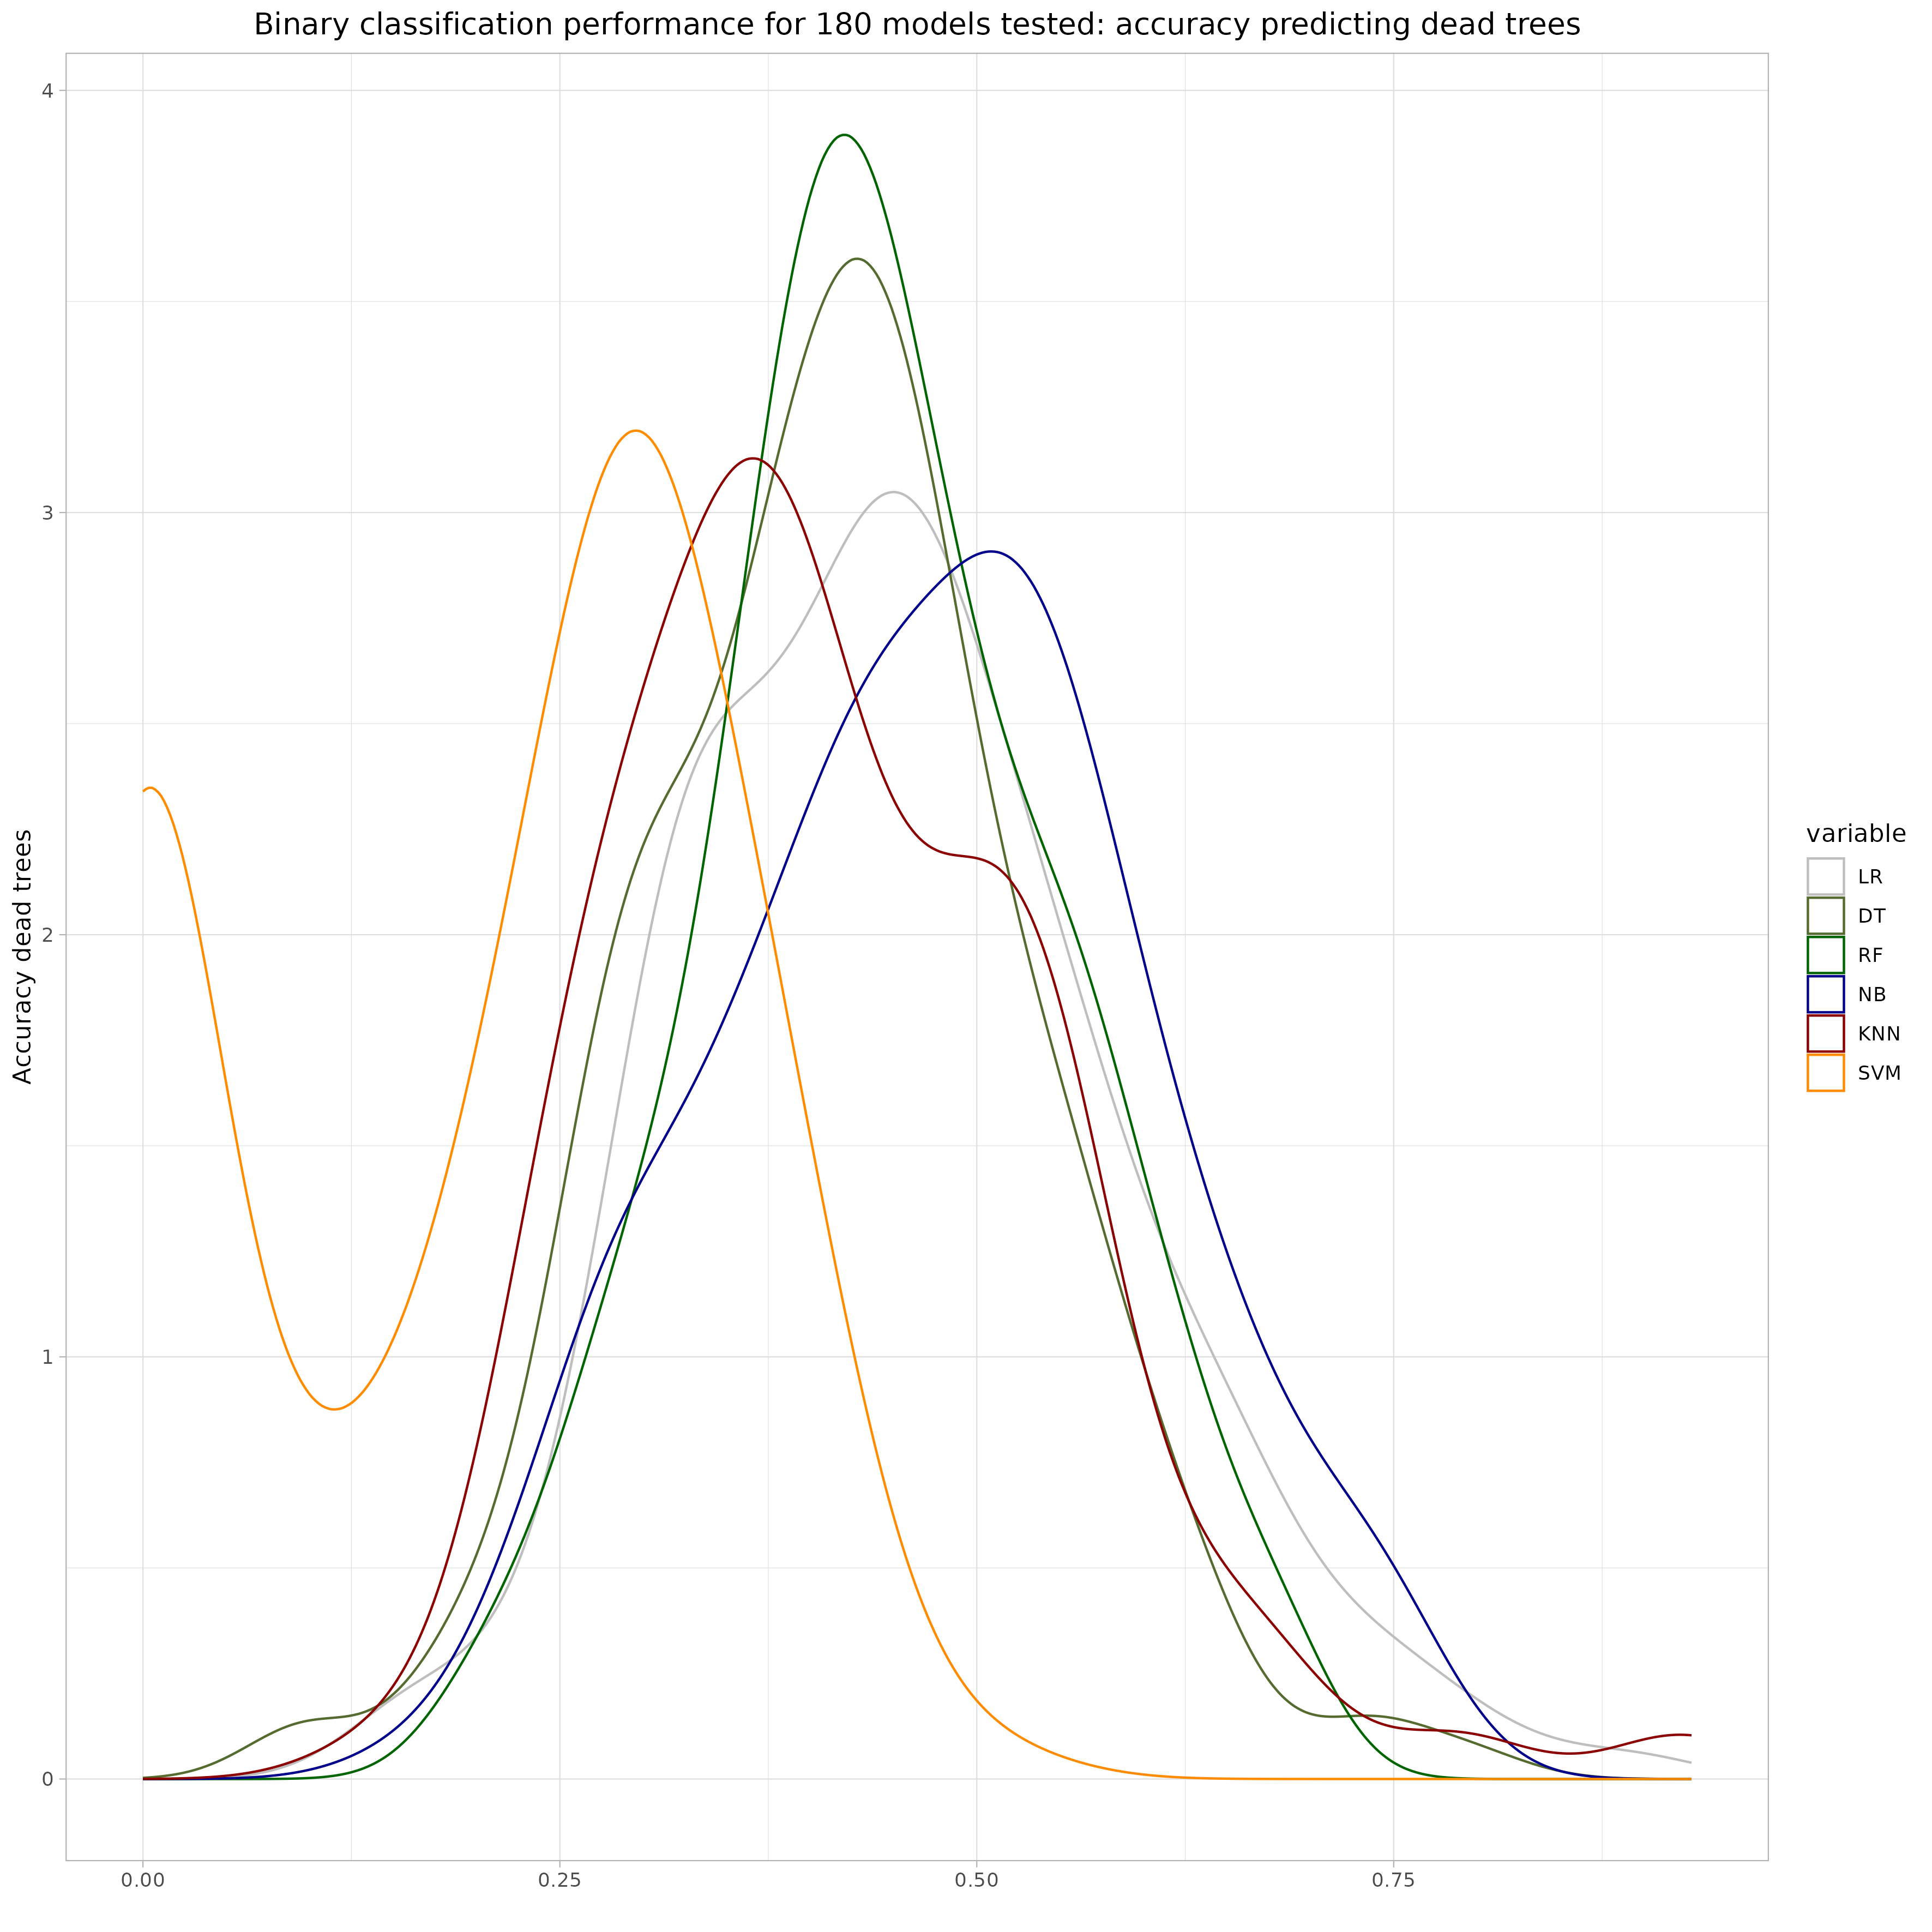 Binary classification performance for 180 models tested: accuracy predicting dead trees
4
3
2
1
0
Accuracy dead trees
0.00 0.25 0.50 0.75
variable
LR
DT
RF
NB
KNN
SVM